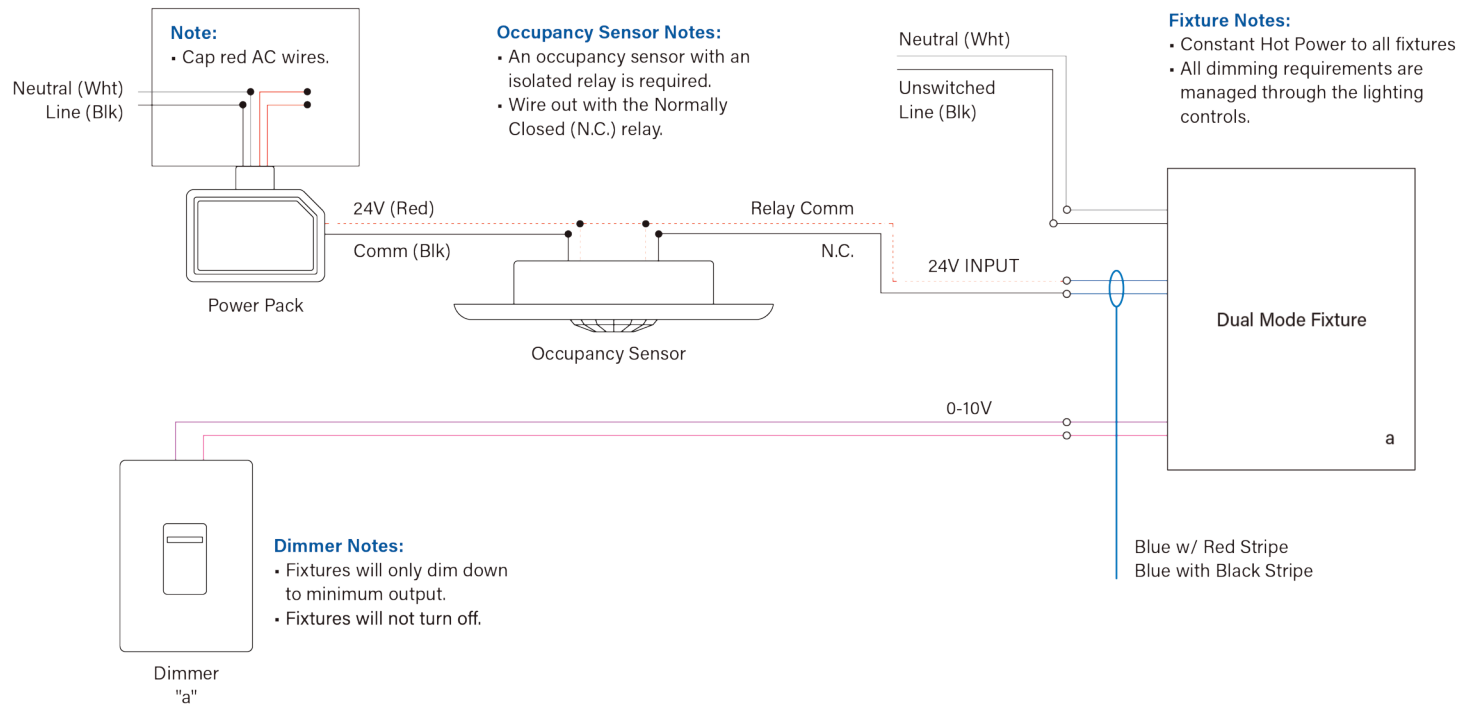 Note:
▪ Cap red AC wires.
Neutral (Wht)
Line (Blk)
Power Pack
24V (Red)
Comm (Blk)
Occupancy Sensor Notes:
▪ An occupancy sensor with an
isolated relay is required.
▪ Wire out with the Normally
Closed (N.C.) relay.
Occupancy Sensor
Relay Comm
N.C.
Neutral (Wht)
Unswitched
Line (Blk)
24V INPUT
Fixture Notes:
▪ Constant Hot Power to all fixtures
▪ All dimming requirements are
managed through the lighting
controls.
Dual Mode Fixture
a
0-10V
Blue w/ Red Stripe
Blue with Black Stripe
Dimmer Notes:
▪ Fixtures will only dim down
to minimum output.
▪ Fixtures will not turn off.
Dimmer
"a"